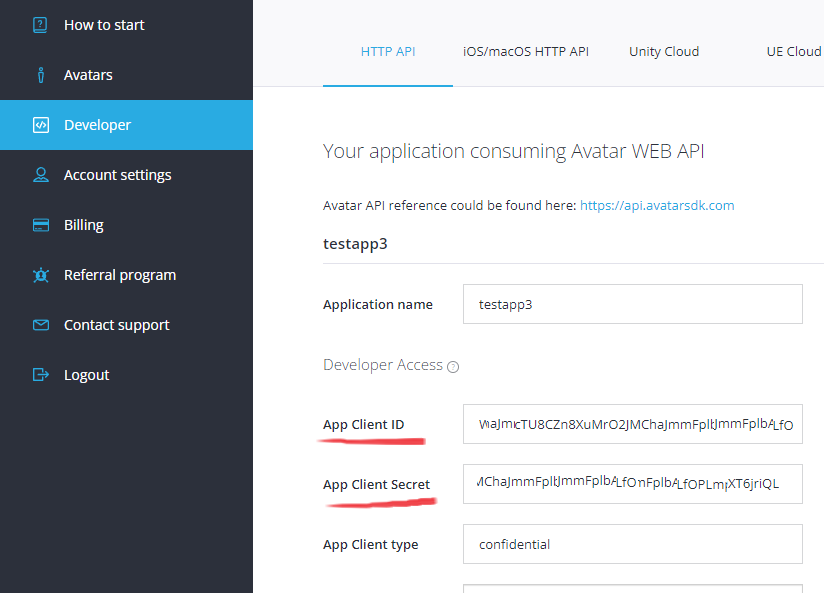 How to start
Avatars
Developer
Account settings
Billing
Referral program
Contact support
Logout
HTTP API iOS/macOS HTTP API Unity Cloud UE Cloud
Your application consuming Avatar WEB API
Avatar API reference could be found here: https://api.avatarsdk.com
testapp3
Application name testapp3
Developer Access
App Client ID
App Client Secret
App Client type confidential